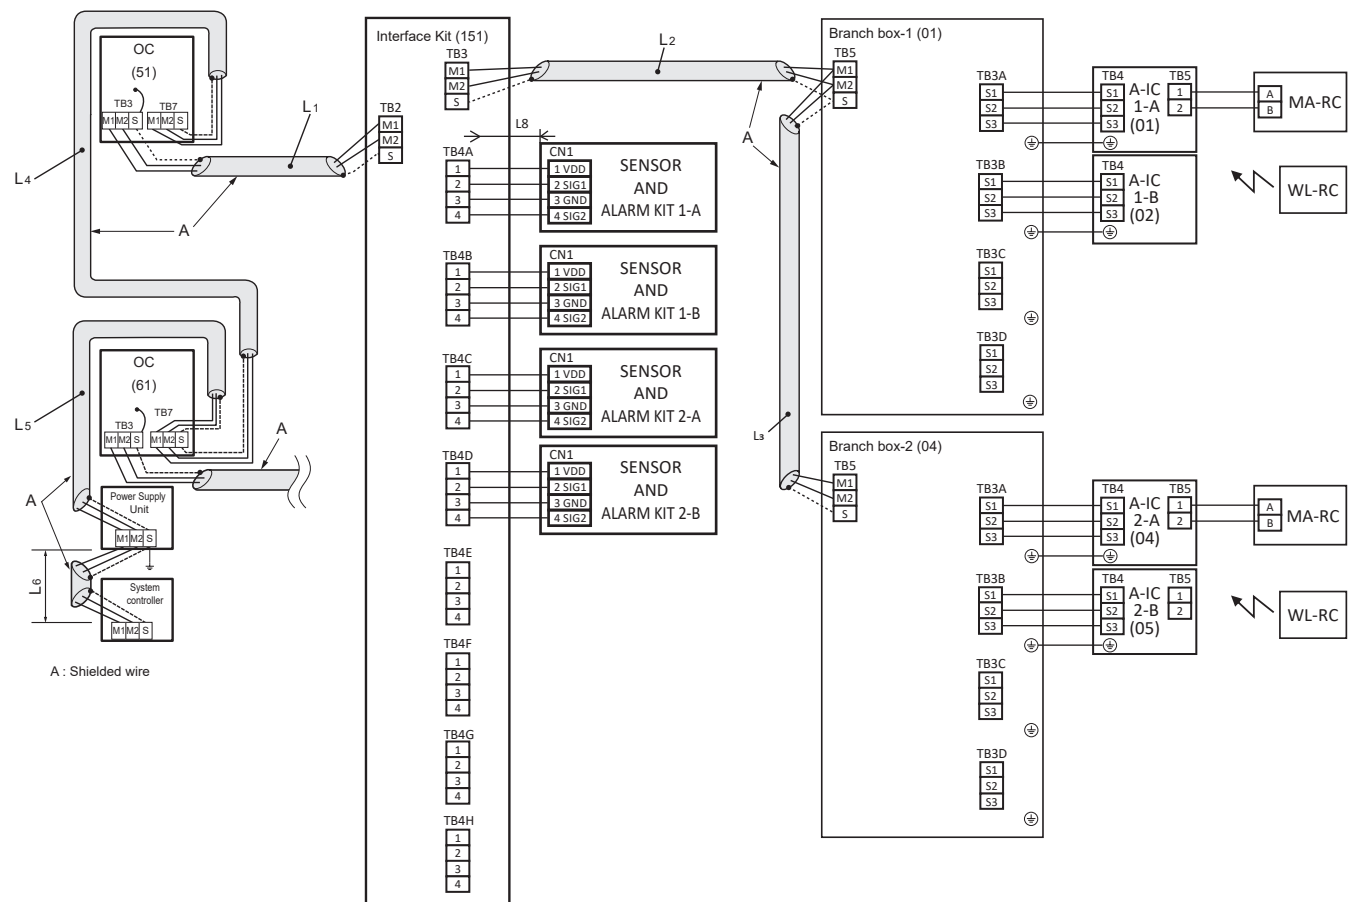 OC
(51)
TB3 TB7
M1 M2 S M1 M2 S
L4
L1
A
OC
(61)
TB3 TB7
M1 M2 S M1 M2 S
L5
A
A
Power Supply
Unit
M1 M2 S
L6
System
controller
M1 M2 S
A : Shielded wire
Interface Kit (151)
TB2
M1
M2
S
TB3
M1
M2
S
L8
TB4A
1
2
3
4
TB4B
1
2
3
4
TB4C
1
2
3
4
TB4D
1
2
3
4
TB4E
1
2
3
4
TB4F
1
2
3
4
TB4G
1
2
3
4
TB4H
1
2
3
4
CN1
1 VDD
2 SIG1
3 GND
4 SIG2
SENSOR
AND
ALARM KIT 1-A
CN1
1 VDD
2 SIG1
3 GND
4 SIG2
SENSOR
AND
ALARM KIT 1-B
CN1
1 VDD
2 SIG1
3 GND
4 SIG2
SENSOR
AND
ALARM KIT 2-A
CN1
1 VDD
2 SIG1
3 GND
4 SIG2
SENSOR
AND
ALARM KIT 2-B
L2
A
L3
Branch box-1 (01)
TB5
M1
M2
S
TB3A
S1
S2
S3
TB3B
S1
S2
S3
TB3C
S1
S2
S3
TB3D
S1
S2
S3
TB4 TB5
S1
S2
S3
A-IC
1-A
(01)
1
2
A
B
MA-RC
TB4
S1
S2
S3
A-IC
1-B
(02)
WL-RC
Branch box-2 (04)
TB5
M1
M2
S
TB3A
S1
S2
S3
TB3B
S1
S2
S3
TB3C
S1
S2
S3
TB3D
S1
S2
S3
TB4 TB5
S1
S2
S3
A-IC
2-A
(04)
1
2
A
B
MA-RC
TB4 TB5
S1
S2
S3
A-IC
2-B
(05)
1
2
WL-RC